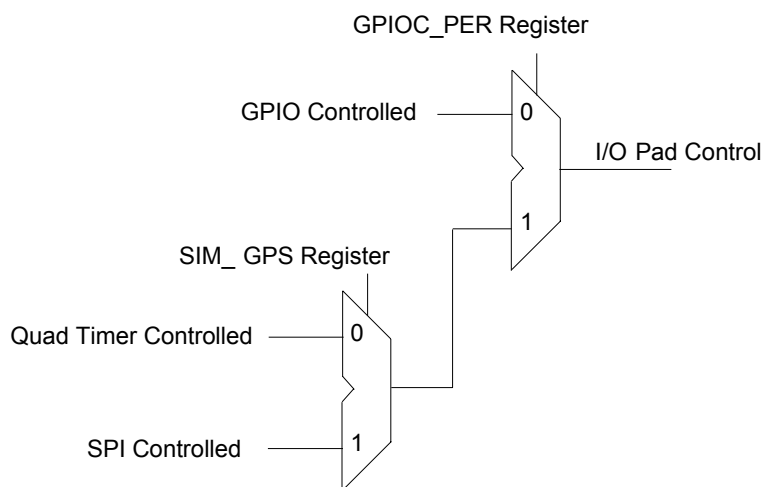 GPIOC_PER Register
GPIO Controlled
0
I/O Pad Control
1
SIM_ GPS Register
Quad Timer Controlled
0
SPI Controlled
1